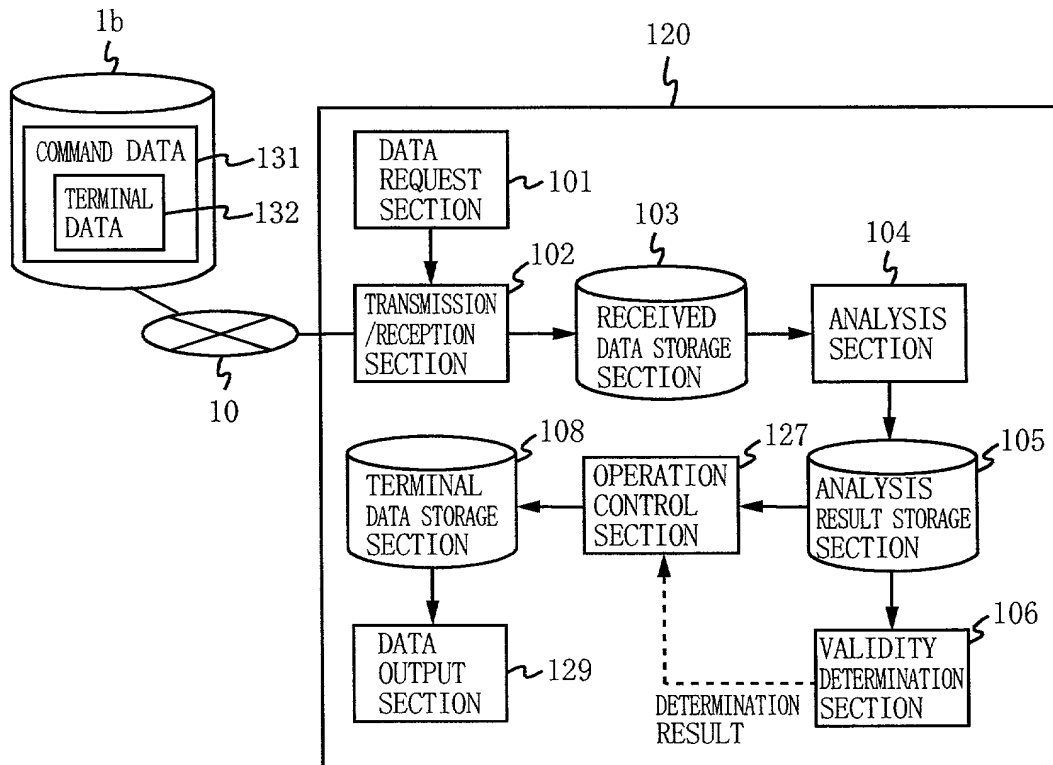 1b
120
COMMAND DATA
131
TERMINAL
DATA
132
DATA
REQUEST
SECTION
101
102
TRANSMISSION
/RECEPTION
SECTION
103
RECEIVED
DATA STORAGE
SECTION
104
ANALYSIS
SECTION
10
108
TERMINAL
DATA STORAGE
SECTION
127
OPERATION
CONTROL
SECTION
105
ANALYSIS
RESULT STORAGE
SECTION
DATA
OUTPUT
SECTION
129
106
VALIDITY
DETERMINATION
SECTION
DETERMINATION
RESULT